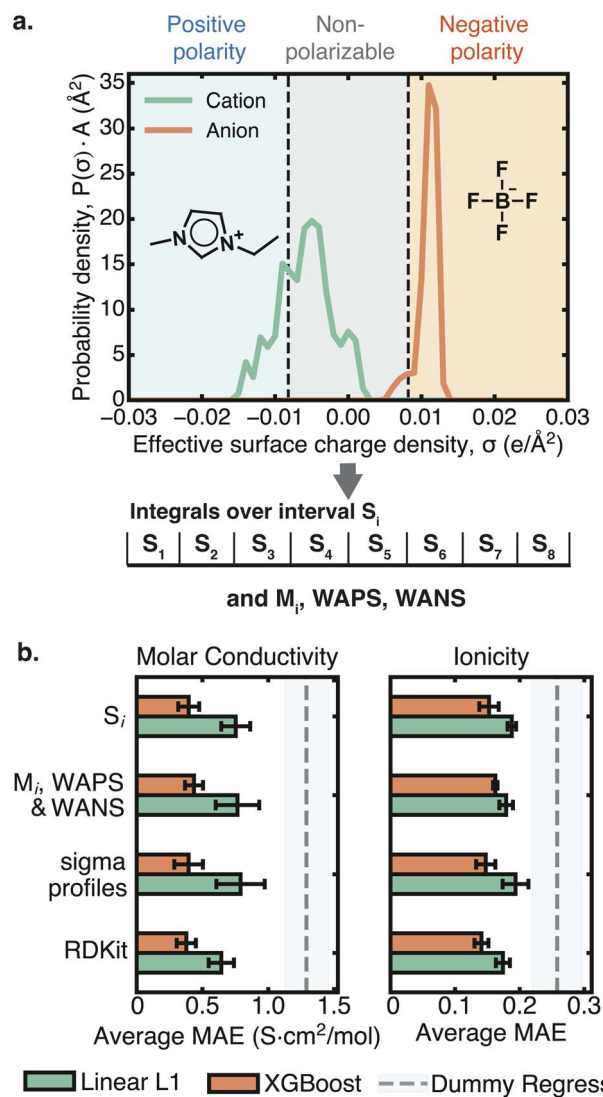 a.
Positive polarity
Non-polarizable
Negative polarity
Probability density, P(σ) · A (Å²)
35
30
25
20
15
10
5
0
Cation
Anion
N
N
+
F
F–B–F
−
F
−0.03
−0.02
−0.01
0.00
0.01
0.02
0.03
Effective surface charge density, σ (e/Å²)
Integrals over interval Sᵢ
S₁ S₂ S₃ S₄ S₅ S₆ S₇ S₈
and Mᵢ, WAPS, WANS
b.
Molar Conductivity
Ionicity
Sᵢ
Mᵢ, WAPS
& WANS
sigma
profiles
RDKit
0 0.5 1.0 1.5
Average MAE (S·cm²/mol)
0 0.1 0.2 0.3
Average MAE
Linear L1
XGBoost
Dummy Regres